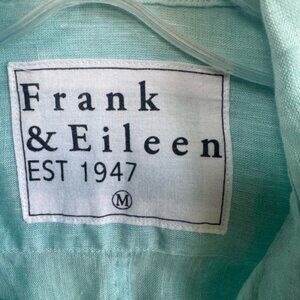 Frank
& Eileen
EST 1947
M